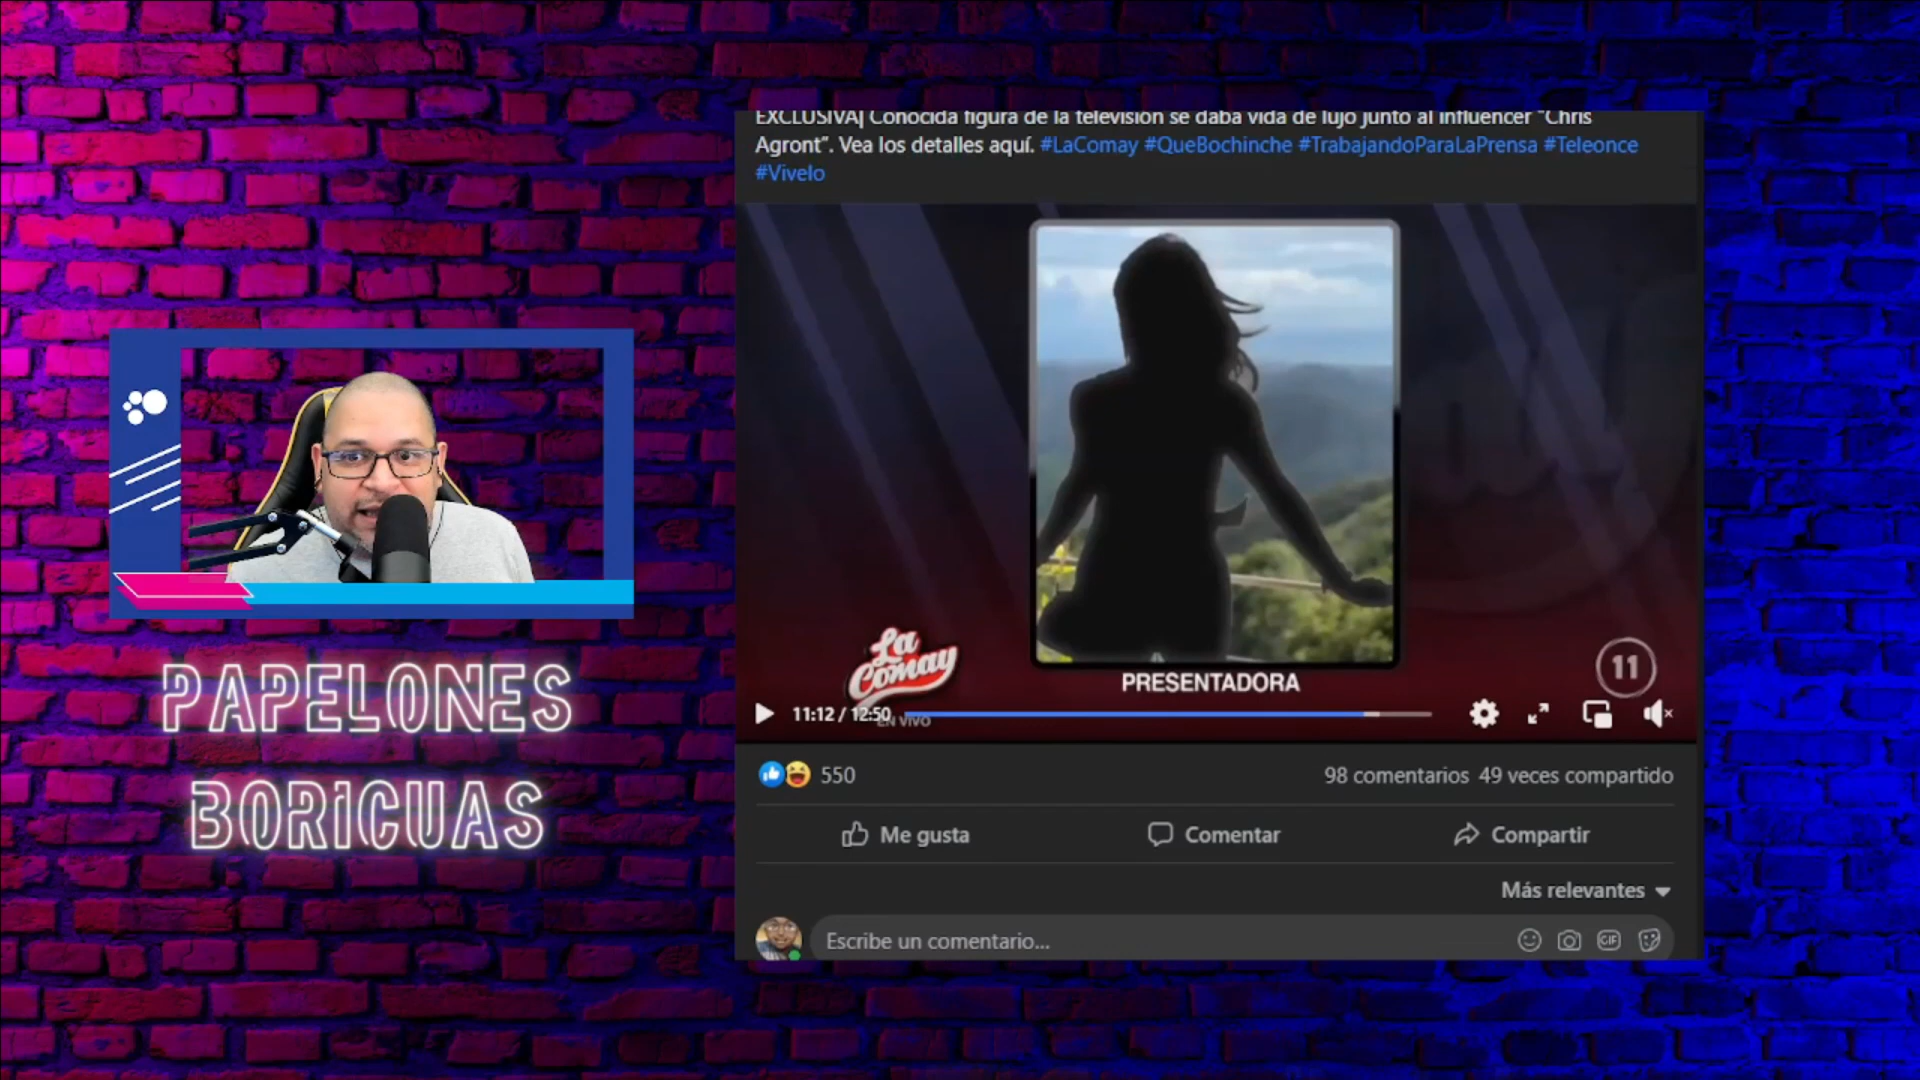 EXCLUSIVA| Conocida figura de la televisión se daba vida de lujo junto al influencer "Chris
Agront". Vea los detalles aquí. #LaComay #QueBochinche #TrabajandoParaLaPrensa #Teleonce
#Vivelo
La
Comay
EN VIVO
PRESENTADORA
11
11:12 / 12:50
PAPELONES
BORICUAS
550
98 comentarios 49 veces compartido
Me gusta
Comentar
Compartir
Más relevantes
Escribe un comentario...
GIF